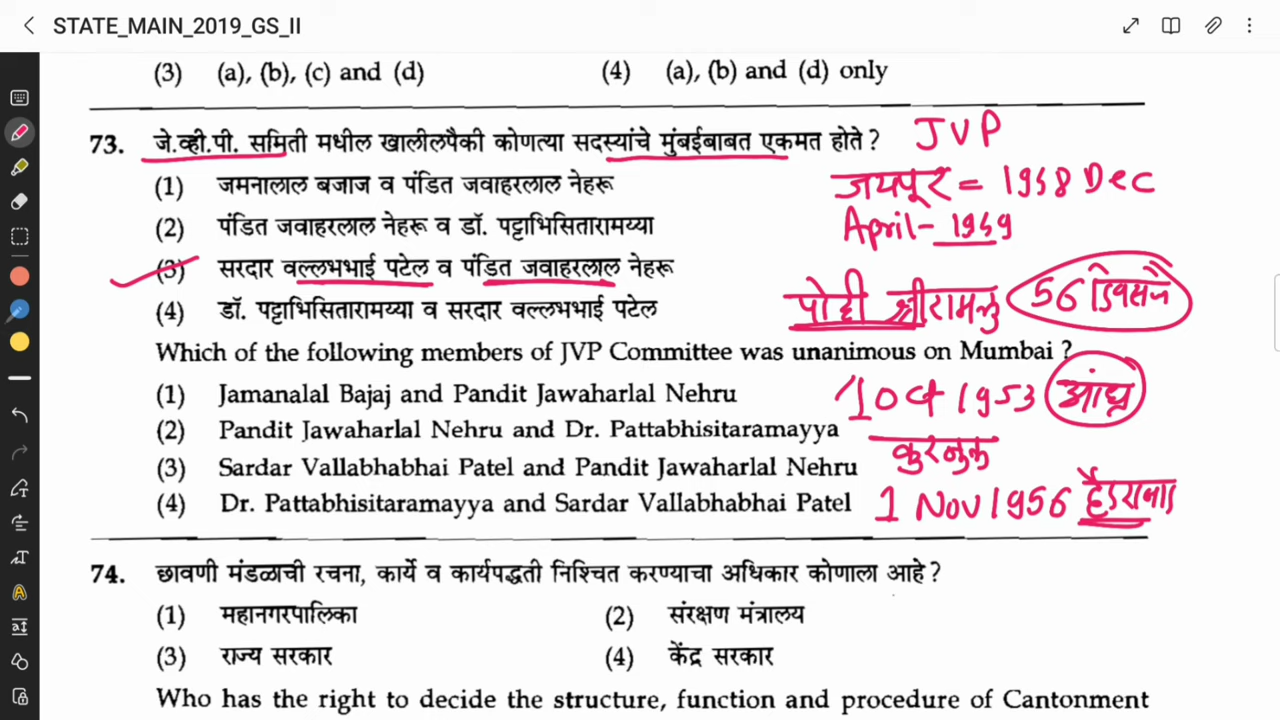 STATE_MAIN_2019_GS_II
(3) (a), (b), (c) and (d) (4) (a), (b) and (d) only
73. जे.व्ही.पी. समिती मधील खालीलपैकी कोणत्या सदस्यांचे मुंबईबाबत एकमत होते ?
JVP
(1) जमनालाल बजाज व पंडित जवाहरलाल नेहरू
जयपूर = 1948 Dec
(2) पंडित जवाहरलाल नेहरू व डॉ. पट्टाभिसितारामय्या
April - 1949
(3) सरदार वल्लभभाई पटेल व पंडित जवाहरलाल नेहरू
पोट्टी श्रीरामलु 56 दिवसांनी
(4) डॉ. पट्टाभिसितारामय्या व सरदार वल्लभभाई पटेल
Which of the following members of JVP Committee was unanimous on Mumbai ?
(1) Jamanalal Bajaj and Pandit Jawaharlal Nehru
1 Oct 1953 आंध्र
(2) Pandit Jawaharlal Nehru and Dr. Pattabhisitaramayya
कुरनुल
(3) Sardar Vallabhabhai Patel and Pandit Jawaharlal Nehru
(4) Dr. Pattabhisitaramayya and Sardar Vallabhabhai Patel
1 Nov 1956 हैद्राबाद
74. छावणी मंडळाची रचना, कार्ये व कार्यपद्धती निश्चित करण्याचा अधिकार कोणाला आहे ?
(1) महानगरपालिका (2) संरक्षण मंत्रालय
(3) राज्य सरकार (4) केंद्र सरकार
Who has the right to decide the structure, function and procedure of Cantonment